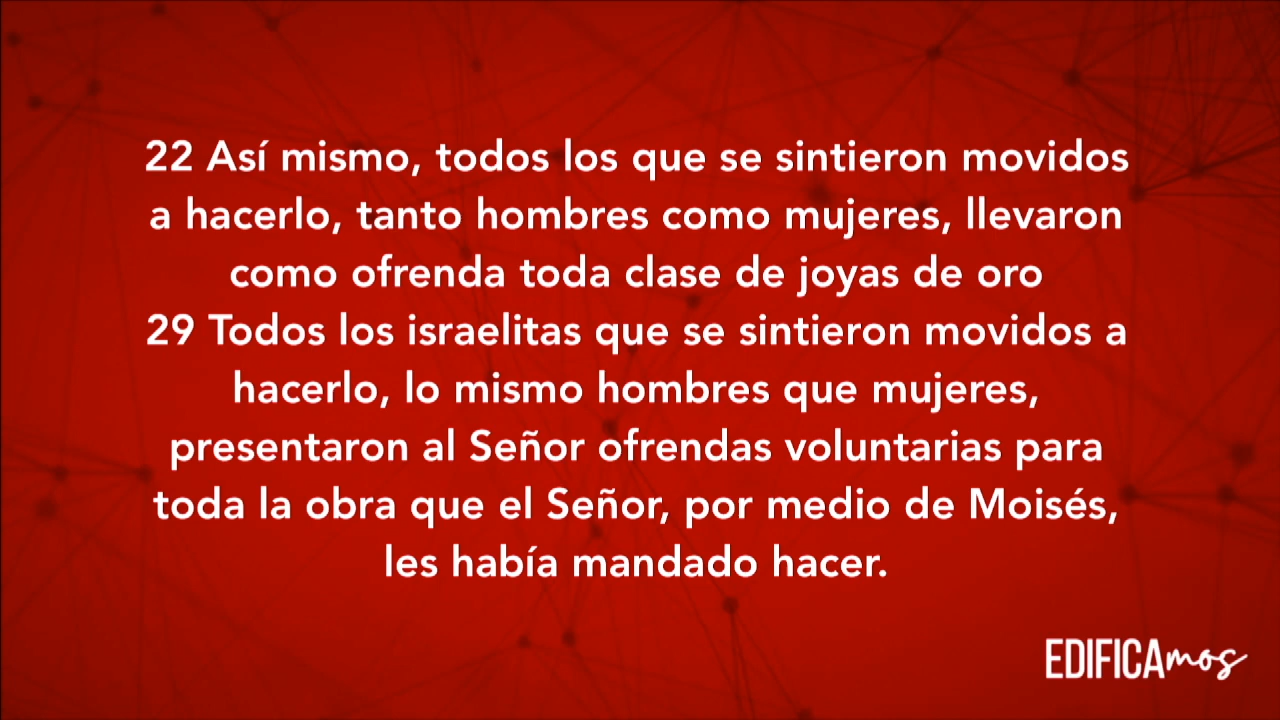 22 Así mismo, todos los que se sintieron movidos
a hacerlo, tanto hombres como mujeres, llevaron
como ofrenda toda clase de joyas de oro
29 Todos los israelitas que se sintieron movidos a
hacerlo, lo mismo hombres que mujeres,
presentaron al Señor ofrendas voluntarias para
toda la obra que el Señor, por medio de Moisés,
les había mandado hacer.
EDIFICAmos